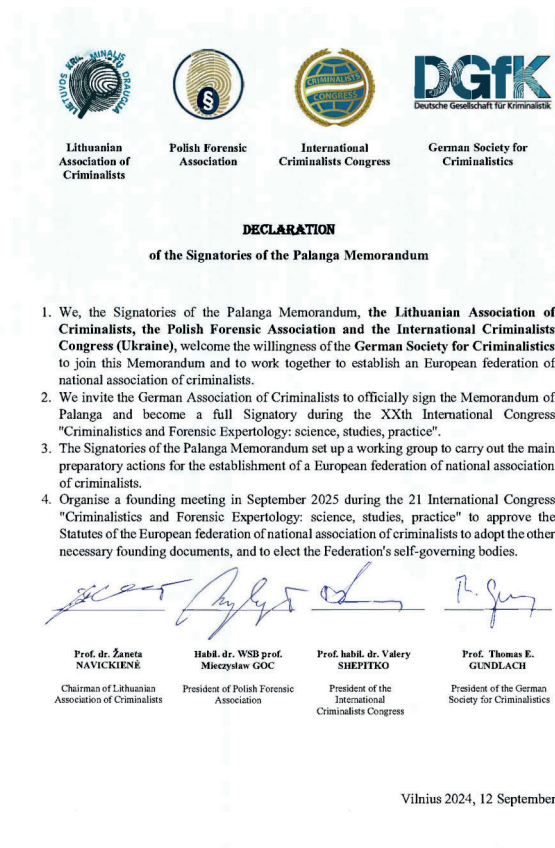 LIETUVOS KRIMINALISTŲ DRAUGIJA
§
CRIMINALISTS
CONGRESS
DGfK
Deutsche Gesellschaft für Kriminalistik
Lithuanian
Association of
Criminalists
Polish Forensic
Association
International
Criminalists Congress
German Society for
Criminalistics
DECLARATION
of the Signatories of the Palanga Memorandum
1. We, the Signatories of the Palanga Memorandum, the Lithuanian Association of
Criminalists, the Polish Forensic Association and the International Criminalists
Congress (Ukraine), welcome the willingness of the German Society for Criminalistics
to join this Memorandum and to work together to establish an European federation of
national association of criminalists.
2. We invite the German Association of Criminalists to officially sign the Memorandum of
Palanga and become a full Signatory during the XXth International Congress
"Criminalistics and Forensic Expertology: science, studies, practice".
3. The Signatories of the Palanga Memorandum set up a working group to carry out the main
preparatory actions for the establishment of a European federation of national association
of criminalists.
4. Organise a founding meeting in September 2025 during the 21 International Congress
"Criminalistics and Forensic Expertology: science, studies, practice" to approve the
Statutes of the European federation of national association of criminalists to adopt the other
necessary founding documents, and to elect the Federation's self-governing bodies.
Prof. dr. Žaneta
NAVICKIENĖ
Chairman of Lithuanian
Association of Criminalists
Habil. dr. WSB prof.
Mieczysław GOC
President of Polish Forensic
Association
Prof. habil. dr. Valery
SHEPITKO
President of the
International
Criminalists Congress
Prof. Thomas E.
GUNDLACH
President of the German
Society for Criminalistics
Vilnius 2024, 12 September